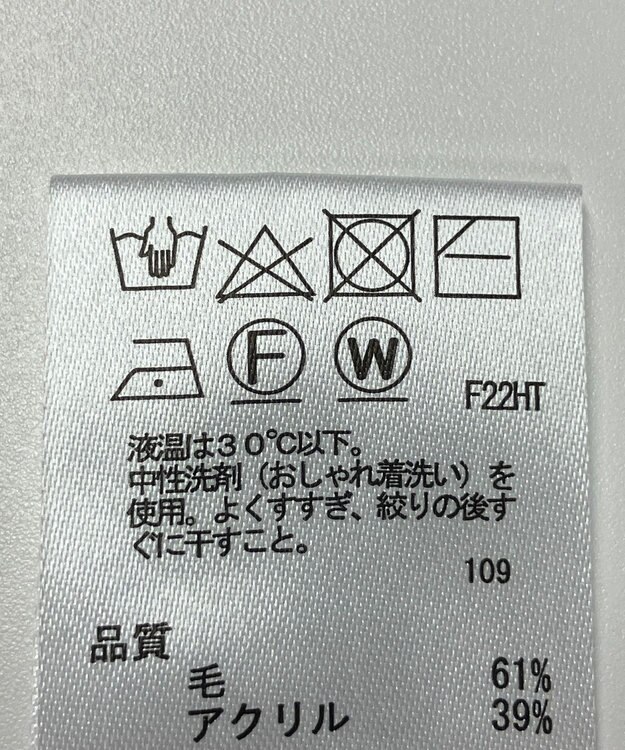 F W F22HT
液温は30℃以下。
中性洗剤(おしゃれ着洗い)を
使用。よくすすぎ、絞りの後す
ぐに干すこと。
109
品質
毛 61%
アクリル 39%